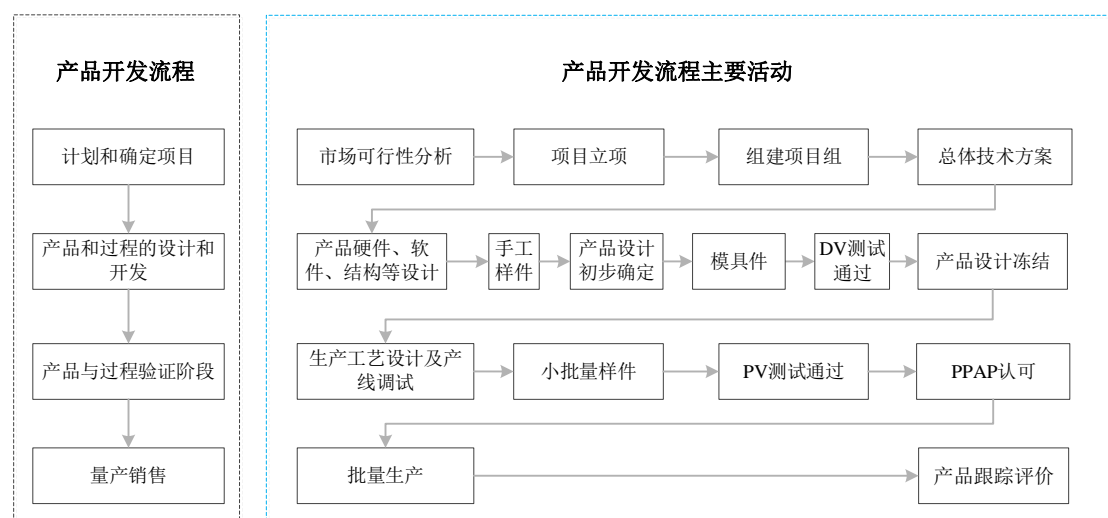 产品开发流程
计划和确定项目
产品和过程的设计和
开发
产品与过程验证阶段
量产销售
产品开发流程主要活动
市场可行性分析
项目立项
组建项目组
总体技术方案
产品硬件、软
件、结构等设计
手工
样件
产品设计
初步确定
模具件
DV测试
通过
产品设计冻结
生产工艺设计及产
线调试
小批量样件
PV测试通过
PPAP认可
批量生产
产品跟踪评价